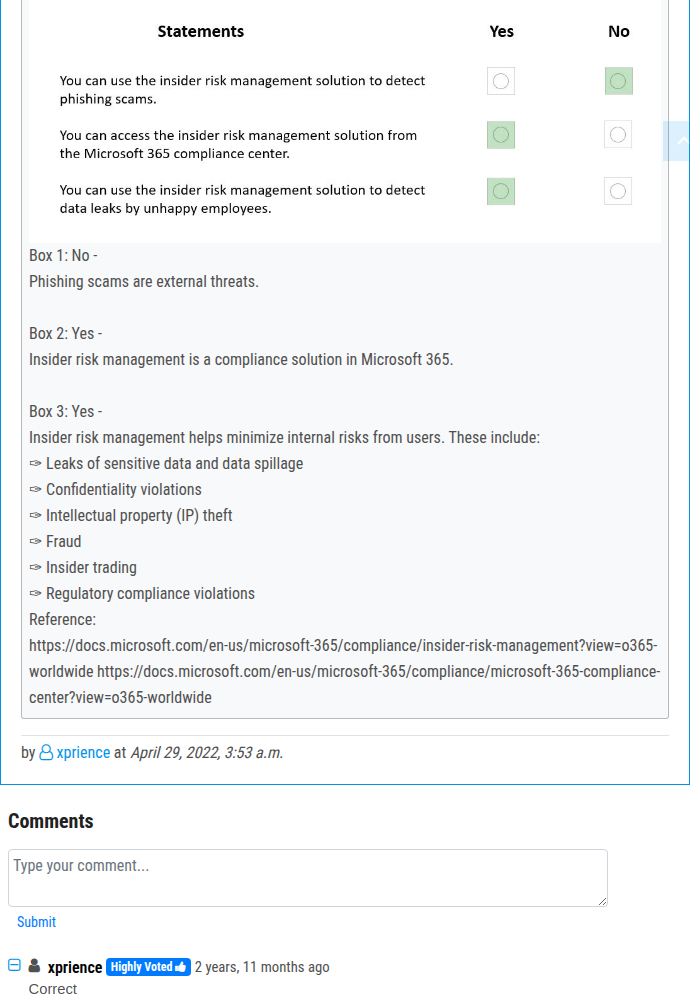 Statements Yes No
You can use the insider risk management solution to detect
phishing scams.
You can access the insider risk management solution from
the Microsoft 365 compliance center.
You can use the insider risk management solution to detect
data leaks by unhappy employees.
Box 1: No -
Phishing scams are external threats.
Box 2: Yes -
Insider risk management is a compliance solution in Microsoft 365.
Box 3: Yes -
Insider risk management helps minimize internal risks from users. These include:
✑ Leaks of sensitive data and data spillage
✑ Confidentiality violations
✑ Intellectual property (IP) theft
✑ Fraud
✑ Insider trading
✑ Regulatory compliance violations
Reference:
https://docs.microsoft.com/en-us/microsoft-365/compliance/insider-risk-management?view=o365-
worldwide https://docs.microsoft.com/en-us/microsoft-365/compliance/microsoft-365-compliance-
center?view=o365-worldwide
by xprience at April 29, 2022, 3:53 a.m.
Comments
Type your comment...
Submit
xprience Highly Voted 2 years, 11 months ago
Correct